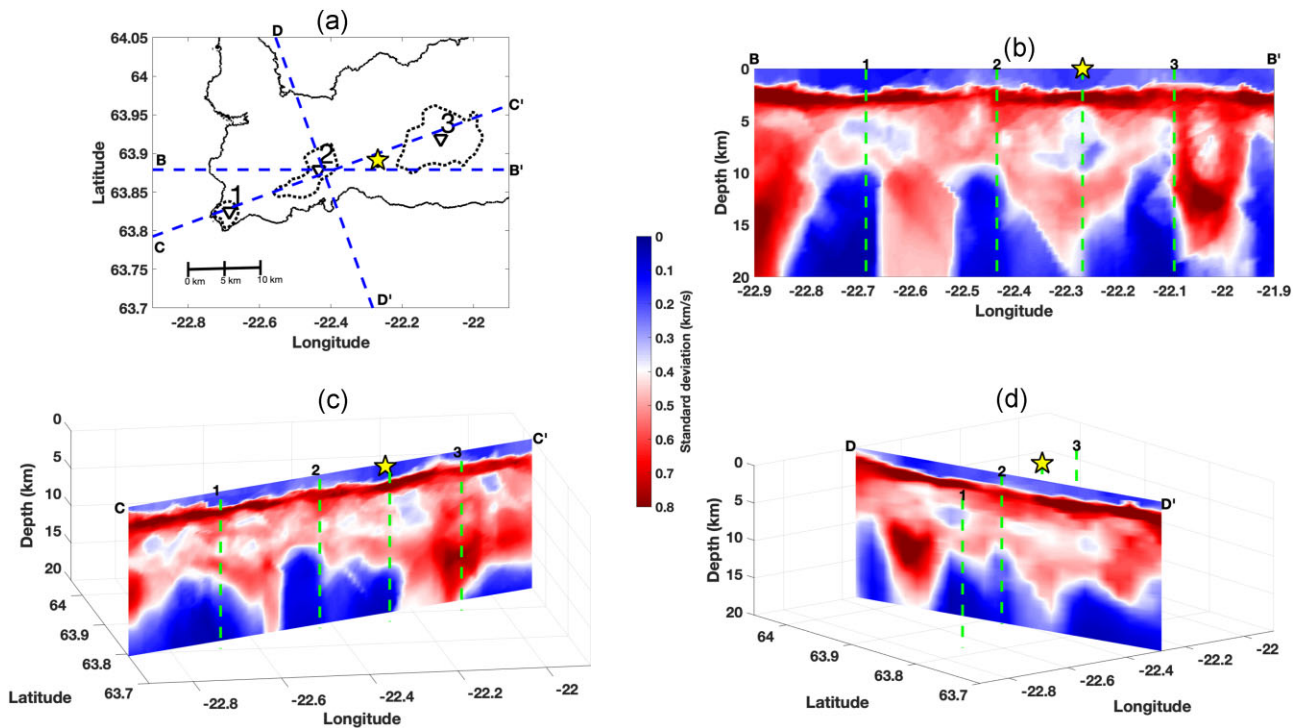 (a)
D
64.05
64
63.95
63.9
63.85
63.8
63.75
63.7
Latitude
B
C
1
2
3
C'
B'
D'
0 km 5 km 10 km
-22.8 -22.6 -22.4 -22.2 -22
Longitude
(b)
B 1 2 3 B'
0
5
10
15
20
Depth (km)
-22.9 -22.8 -22.7 -22.6 -22.5 -22.4 -22.3 -22.2 -22.1 -22 -21.9
Longitude
0
0.1
0.2
0.3
0.4
0.5
0.6
0.7
0.8
Standard deviation (km/s)
(c)
0
5
10
15
20
Depth (km)
C 1 2 3 C'
64
63.9
63.8
63.7
Latitude
-22.8 -22.6 -22.4 -22.2 -22
Longitude
(d)
D 1 2 3 D'
0
5
10
15
20
Depth (km)
64
63.9
63.8
63.7
Latitude
-22.8 -22.6 -22.4 -22.2 -22
Longitude